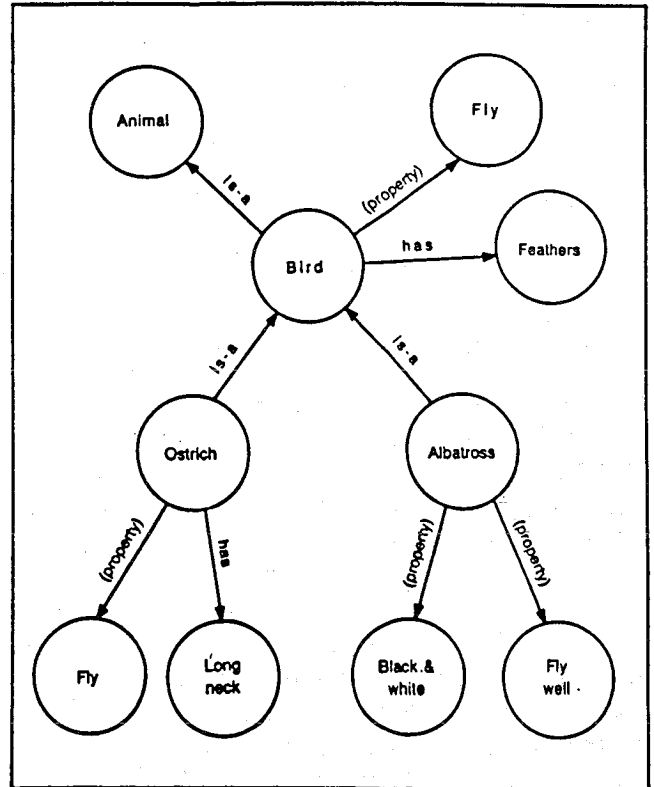 Animal
Fly
is-a
(property)
has
Bird
Feathers
is-a
is-a
Ostrich
Albatross
(property)
has
(property)
(property)
Fly
Long
neck
Black &
white
Fly
well